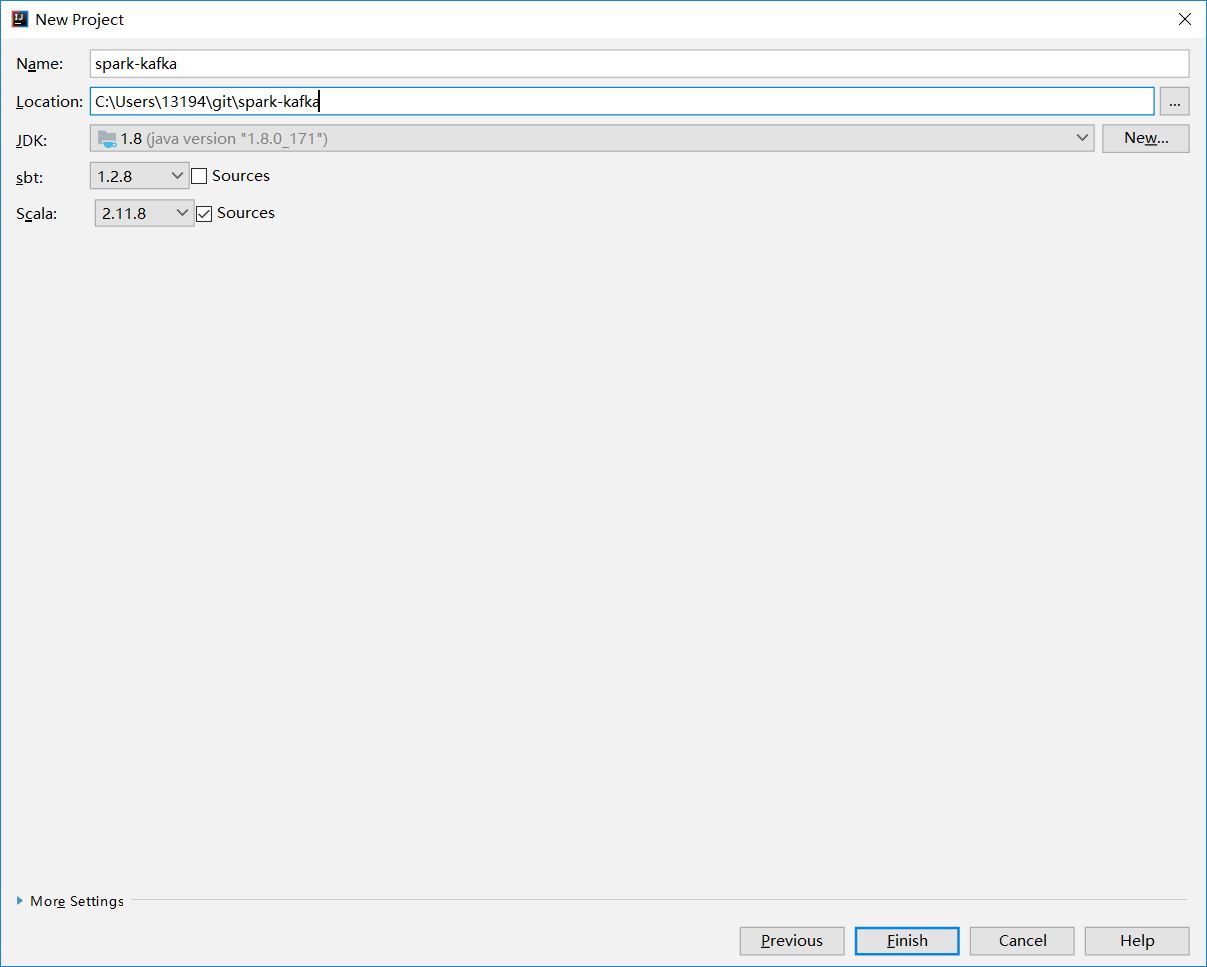 New Project
Name: spark-kafka
Location: C:\Users\13194\git\spark-kafka ...
JDK: 1.8 (java version "1.8.0_171") New...
sbt: 1.2.8 Sources
Scala: 2.11.8 Sources
More Settings
Previous Finish Cancel Help